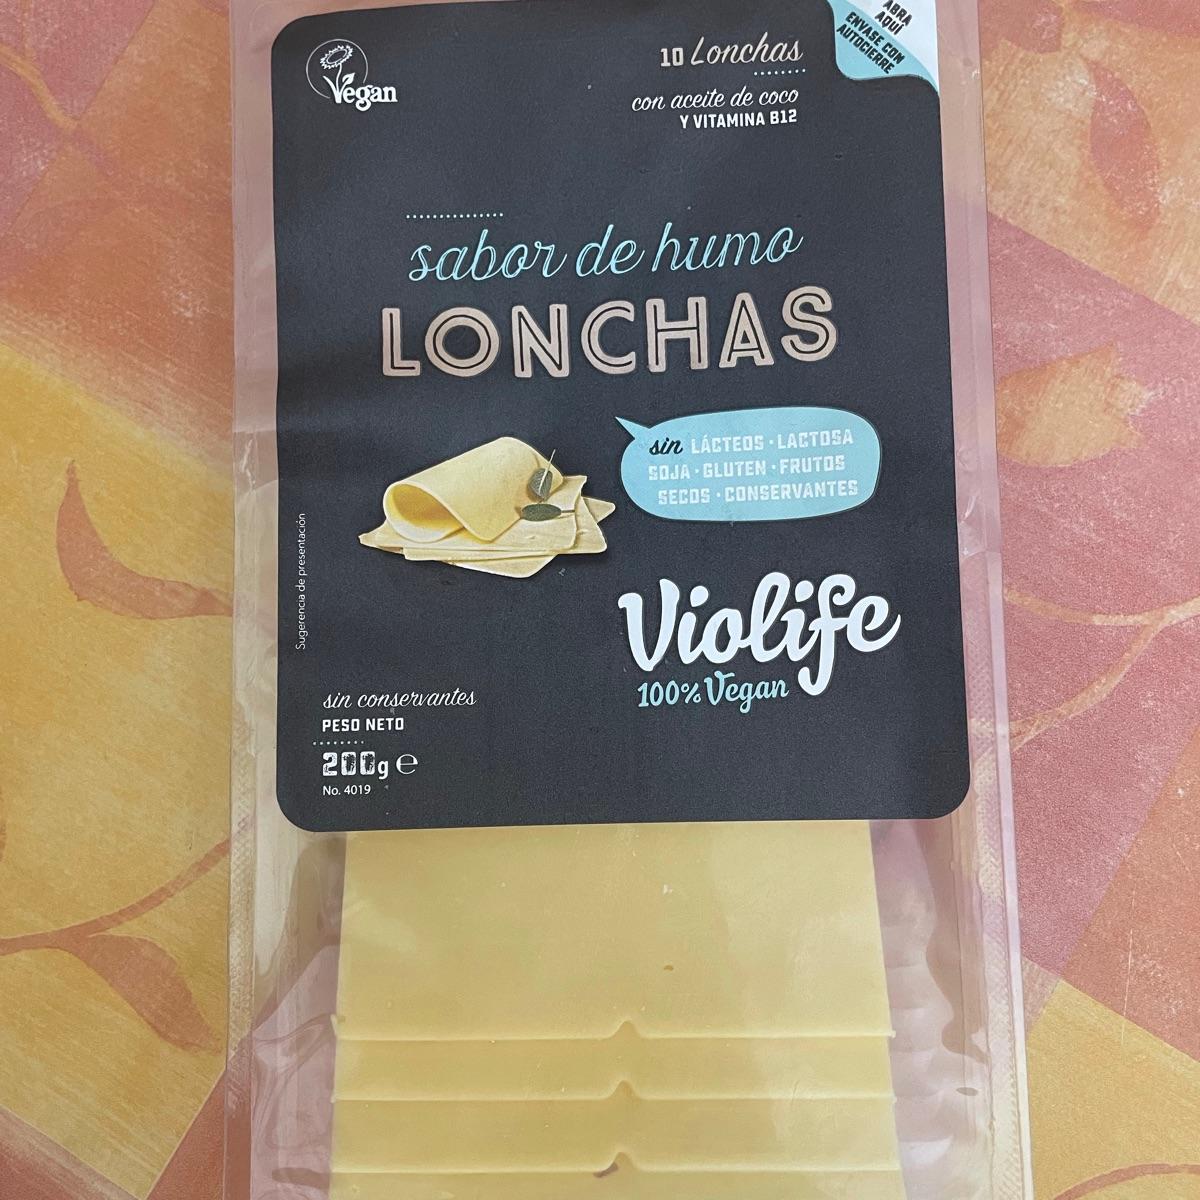 Vegan
10 Lonchas
con aceite de coco
Y VITAMINA B12
ABRA
AQUÍ
ENVASE CON
AUTOCIERRE
sabor de humo
LONCHAS
sin LÁCTEOS · LACTOSA
SOJA · GLUTEN · FRUTOS
SECOS · CONSERVANTES
Sugerencia de presentación
Violife
100% Vegan
sin conservantes
PESO NETO
200g ℮
No. 4019